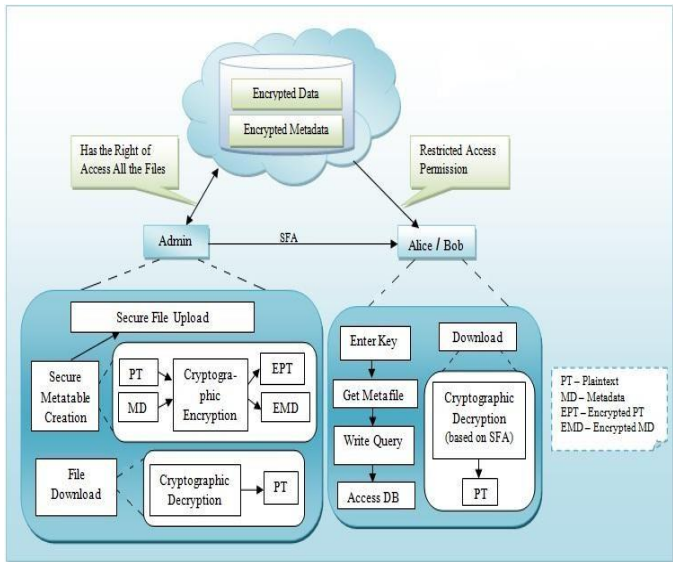 Encrypted Data
Encrypted Metadata
Has the Right of
Access All the Files
Restricted Access
Permission
Admin
SFA
Alice / Bob
Secure File Upload
Secure
Metatable
Creation
PT
MD
Cryptogra-
phic
Encryption
EPT
EMD
File
Download
Cryptographic
Decryption
PT
Enter Key
Get Metafile
Write Query
Access DB
Download
Cryptographic
Decryption
(based on SFA)
PT
PT – Plaintext
MD – Metadata
EPT – Encrypted PT
EMD – Encrypted MD